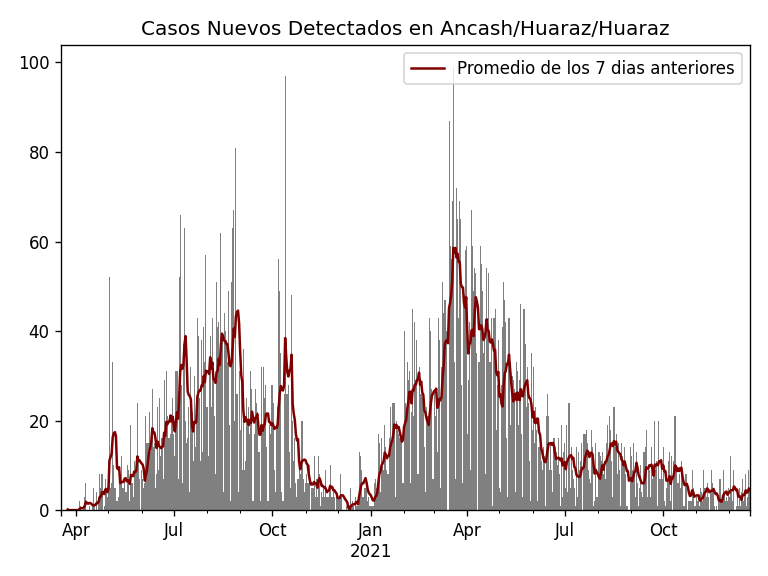 Casos Nuevos Detectados en Ancash/Huaraz/Huaraz
Promedio de los 7 dias anteriores
100
80
60
40
20
0
Apr Jul Oct Jan Apr Jul Oct
2021